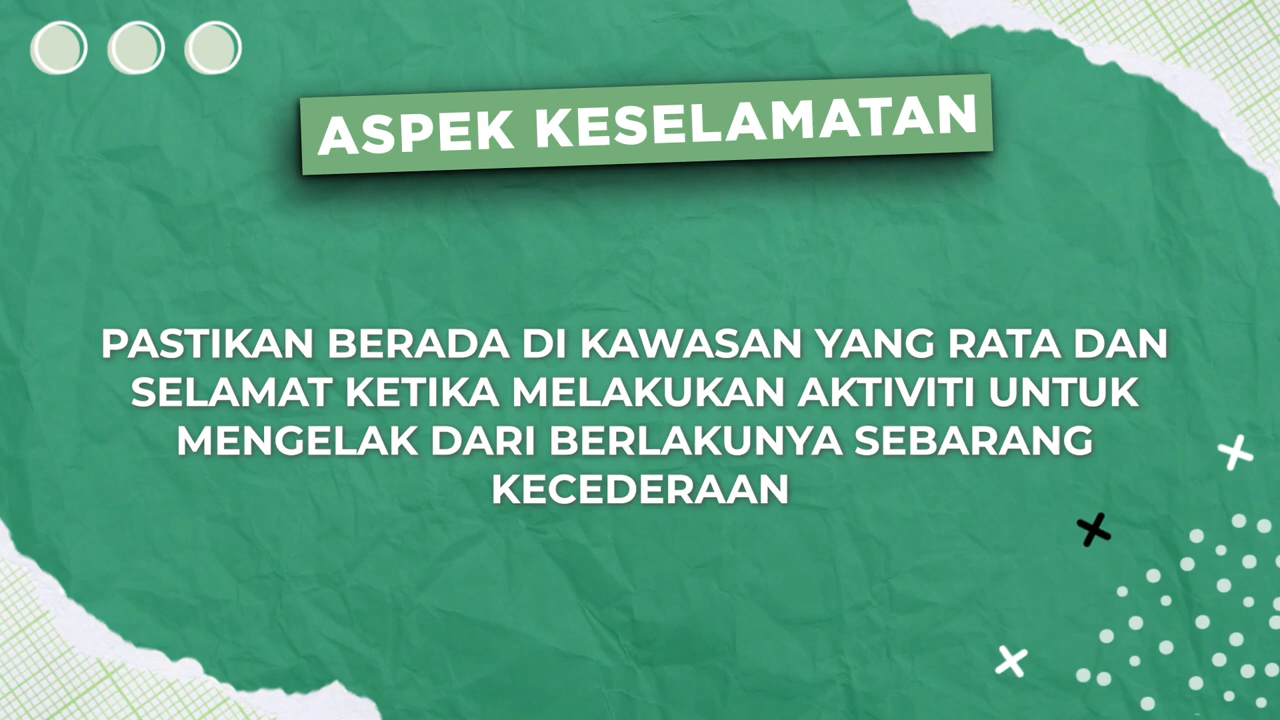 ASPEK KESELAMATAN
PASTIKAN BERADA DI KAWASAN YANG RATA DAN
SELAMAT KETIKA MELAKUKAN AKTIVITI UNTUK
MENGELAK DARI BERLAKUNYA SEBARANG
KECEDERAAN